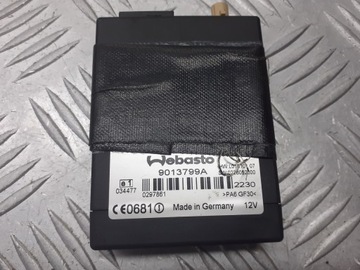 Webasto
9013799A
e1
034477
0297861
2230
>PA6 GF30<
CE0681
Made in Germany 12V